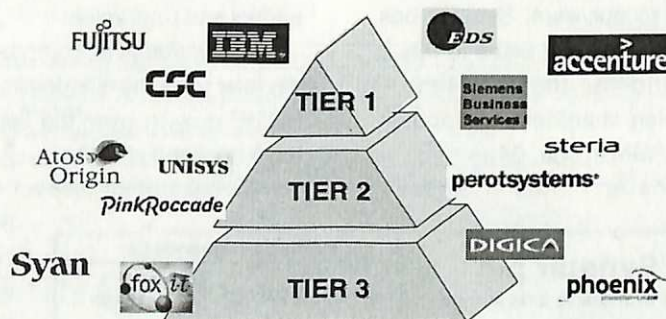 FUJITSU
IBM
EDS
accenture
CSC
TIER 1
Siemens
Business
Services
Atos
Origin
UNiSYS
TIER 2
steria
perotsystems
PinkRoccade
DIGICA
Syan
fox it
TIER 3
phoenix